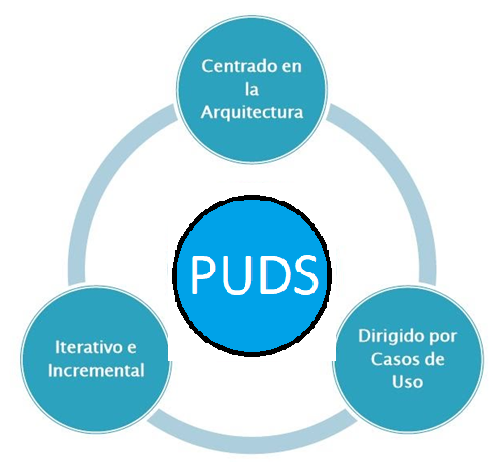 Centrado en
la
Arquitectura
PUDS
Iterativo e
Incremental
Dirigido por
Casos de
Uso